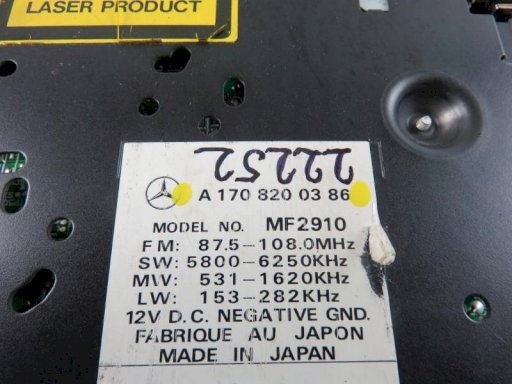 LASER PRODUCT
22252
A 170 820 03 86
MODEL NO. MF2910
FM: 87.5-108.0MHz
SW: 5800-6250KHz
MW: 531-1620KHz
LW: 153-282KHz
12V D.C. NEGATIVE GND.
FABRIQUE AU JAPON
MADE IN JAPAN